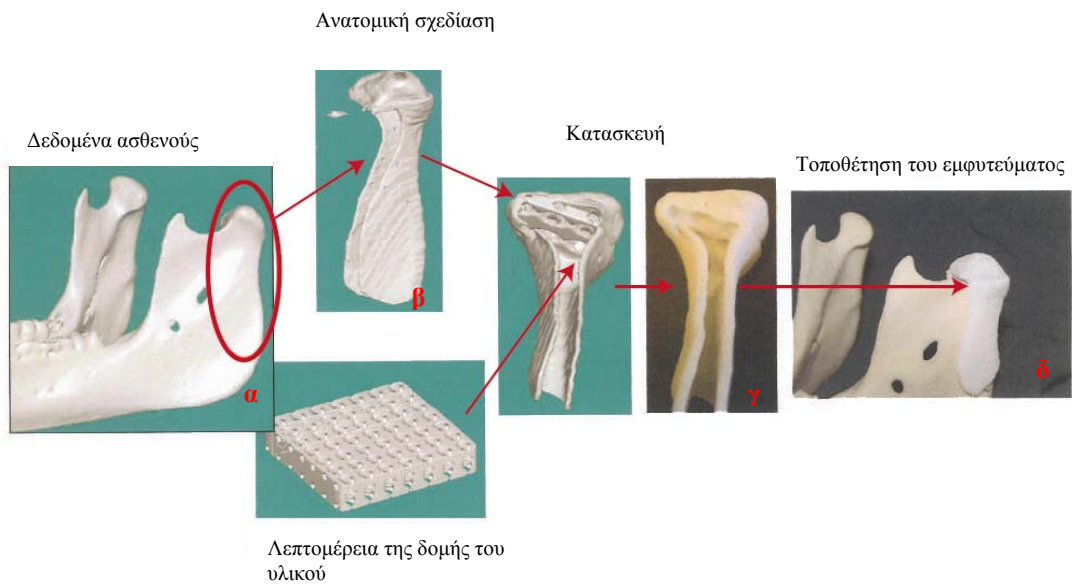 Ανατομική σχεδίαση
Δεδομένα ασθενούς
Κατασκευή
Τοποθέτηση του εμφυτεύματος
α
β
γ
δ
Λεπτομέρεια της δομής του
υλικού